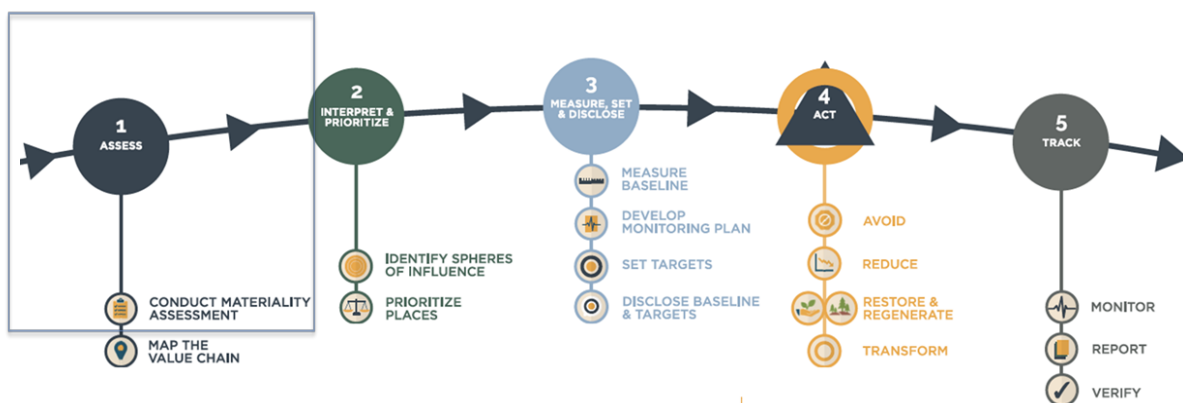 1
ASSESS
CONDUCT MATERIALITY
ASSESSMENT
MAP THE
VALUE CHAIN
2
INTERPRET &
PRIORITIZE
IDENTIFY SPHERES
OF INFLUENCE
PRIORITIZE
PLACES
3
MEASURE, SET
& DISCLOSE
MEASURE
BASELINE
DEVELOP
MONITORING PLAN
SET TARGETS
DISCLOSE BASELINE
& TARGETS
4
ACT
AVOID
REDUCE
RESTORE &
REGENERATE
TRANSFORM
5
TRACK
MONITOR
REPORT
VERIFY